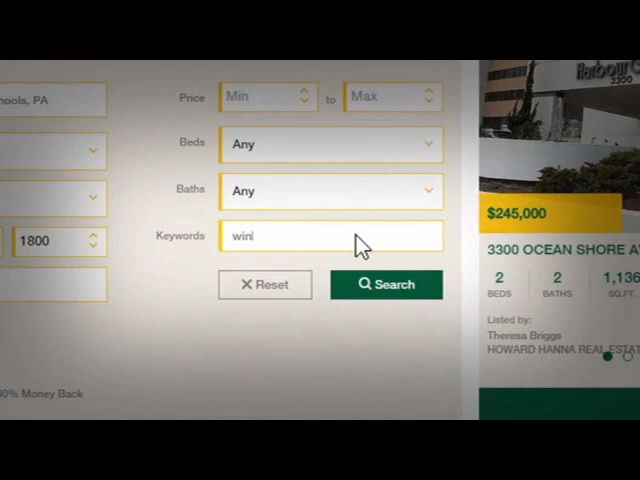 hools, PA
1800
00% Money Back
Price Min to Max
Beds Any
Baths Any
Keywords win
Reset Search
3300
$245,000
3300 OCEAN SHORE
2 2 1,136
BEDS BATHS SQ.FT.
Listed by:
Theresa Briggs
HOWARD HANNA REAL ESTAT